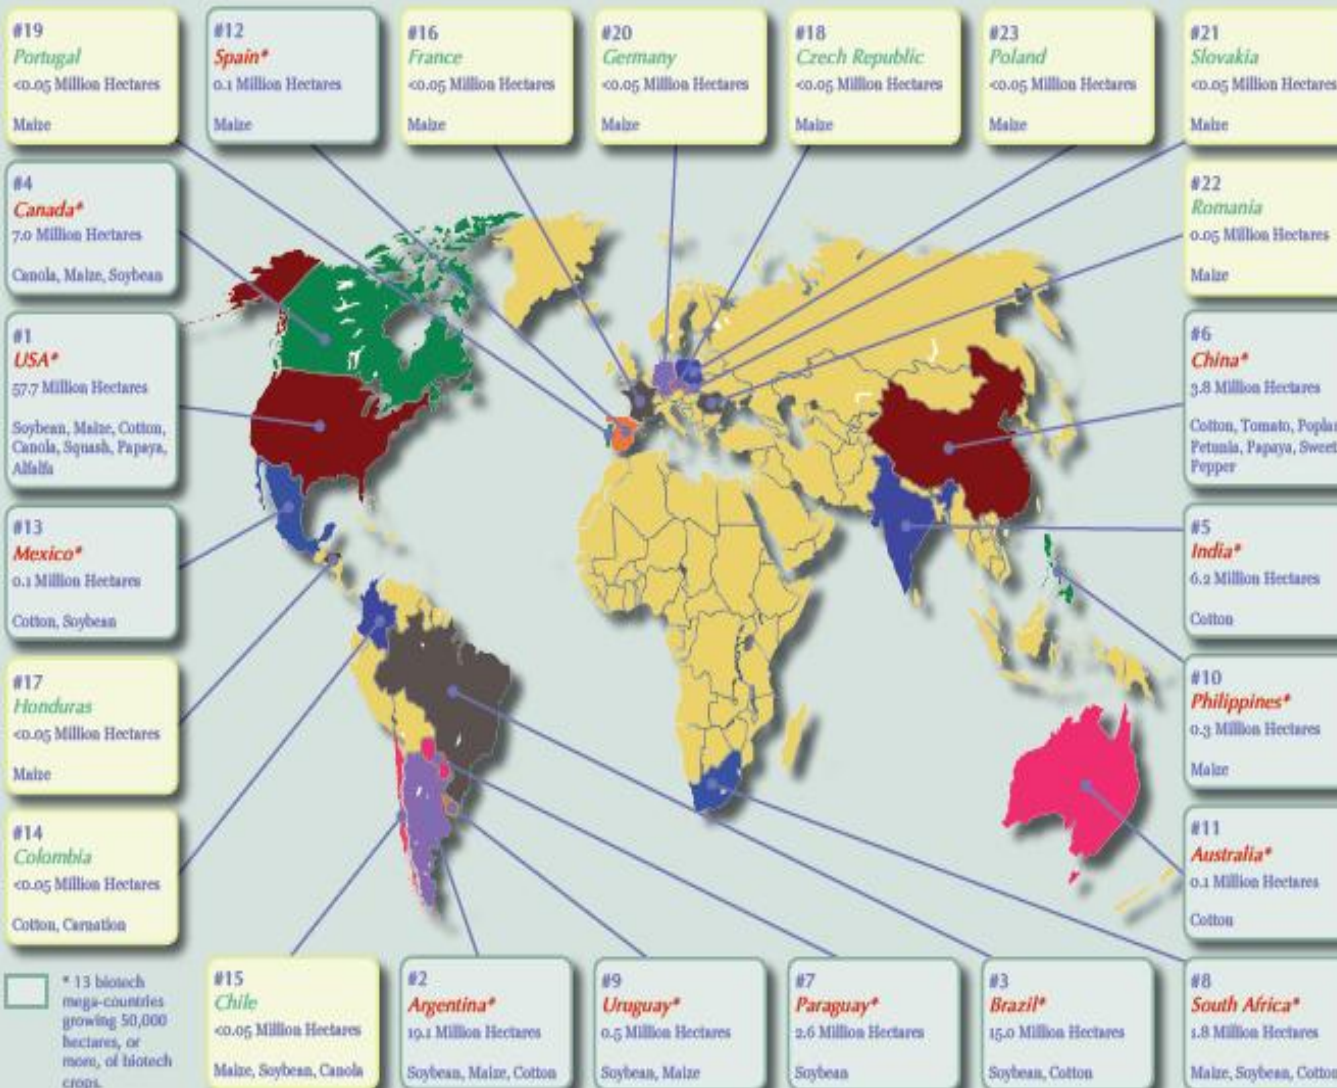 #19
Portugal
<0.05 Million Hectares
Maize
#12
Spain*
0.1 Million Hectares
Maize
#16
France
<0.05 Million Hectares
Maize
#20
Germany
<0.05 Million Hectares
Maize
#18
Czech Republic
<0.05 Million Hectares
Maize
#23
Poland
<0.05 Million Hectares
Maize
#21
Slovakia
<0.05 Million Hectares
Maize
#4
Canada*
7.0 Million Hectares
Canola, Maize, Soybean
#22
Romania
0.05 Million Hectares
Maize
#1
USA*
57.7 Million Hectares
Soybean, Maize, Cotton,
Canola, Squash, Papaya,
Alfalfa
#6
China*
3.8 Million Hectares
Cotton, Tomato, Poplar
Petunia, Papaya, Sweet
Pepper
#13
Mexico*
0.1 Million Hectares
Cotton, Soybean
#5
India*
6.2 Million Hectares
Cotton
#17
Honduras
<0.05 Million Hectares
Maize
#10
Philippines*
0.3 Million Hectares
Maize
#14
Colombia
<0.05 Million Hectares
Cotton, Carnation
#11
Australia*
0.1 Million Hectares
Cotton
* 13 biotech
mega-countries
growing 50,000
hectares, or
more, of biotech
crops.
#15
Chile
<0.05 Million Hectares
Maize, Soybean, Canola
#2
Argentina*
19.1 Million Hectares
Soybean, Maize, Cotton
#9
Uruguay*
0.5 Million Hectares
Soybean, Maize
#7
Paraguay*
2.6 Million Hectares
Soybean
#3
Brazil*
15.0 Million Hectares
Soybean, Cotton
#8
South Africa*
1.8 Million Hectares
Maize, Soybean, Cotton